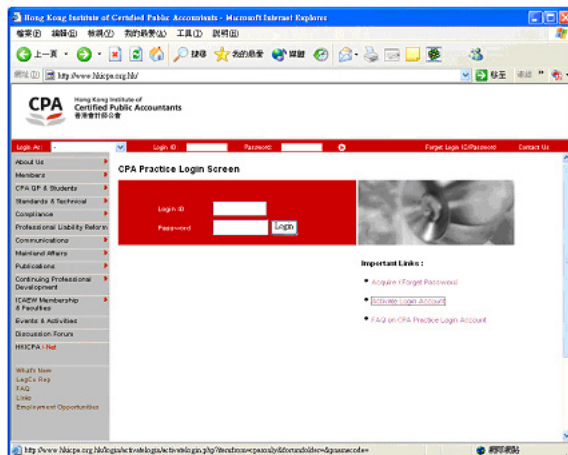 Hong Kong Institute of Certified Public Accountants - Microsoft Internet Explorer
檔案(F) 編輯(E) 檢視(V) 我的最愛(A) 工具(T) 說明(H)
上一頁 搜尋 我的最愛 媒體
網址(D) http://www.hkicpa.org.hk/ 移至 連結 »
CPA Hong Kong Institute of
Certified Public Accountants
香港會計師公會
Login As: Login ID: Password: Forget Login ID/Password Contact Us
About Us
Members
CPA QP & Students
Standards & Technical
Compliance
Professional Liability Reform
Communications
Mainland Affairs
Publications
Continuing Professional
Development
ICAEW Membership
& Faculties
Events & Activities
Discussion Forum
HKICPA i-Net
What's New
LegCo Rep
FAQ
Links
Employment Opportunities
CPA Practice Login Screen
Login ID
Password Login
Important Links :
Acquire / Forget Password
Activate Login Account
FAQ on CPA Practice Login Account